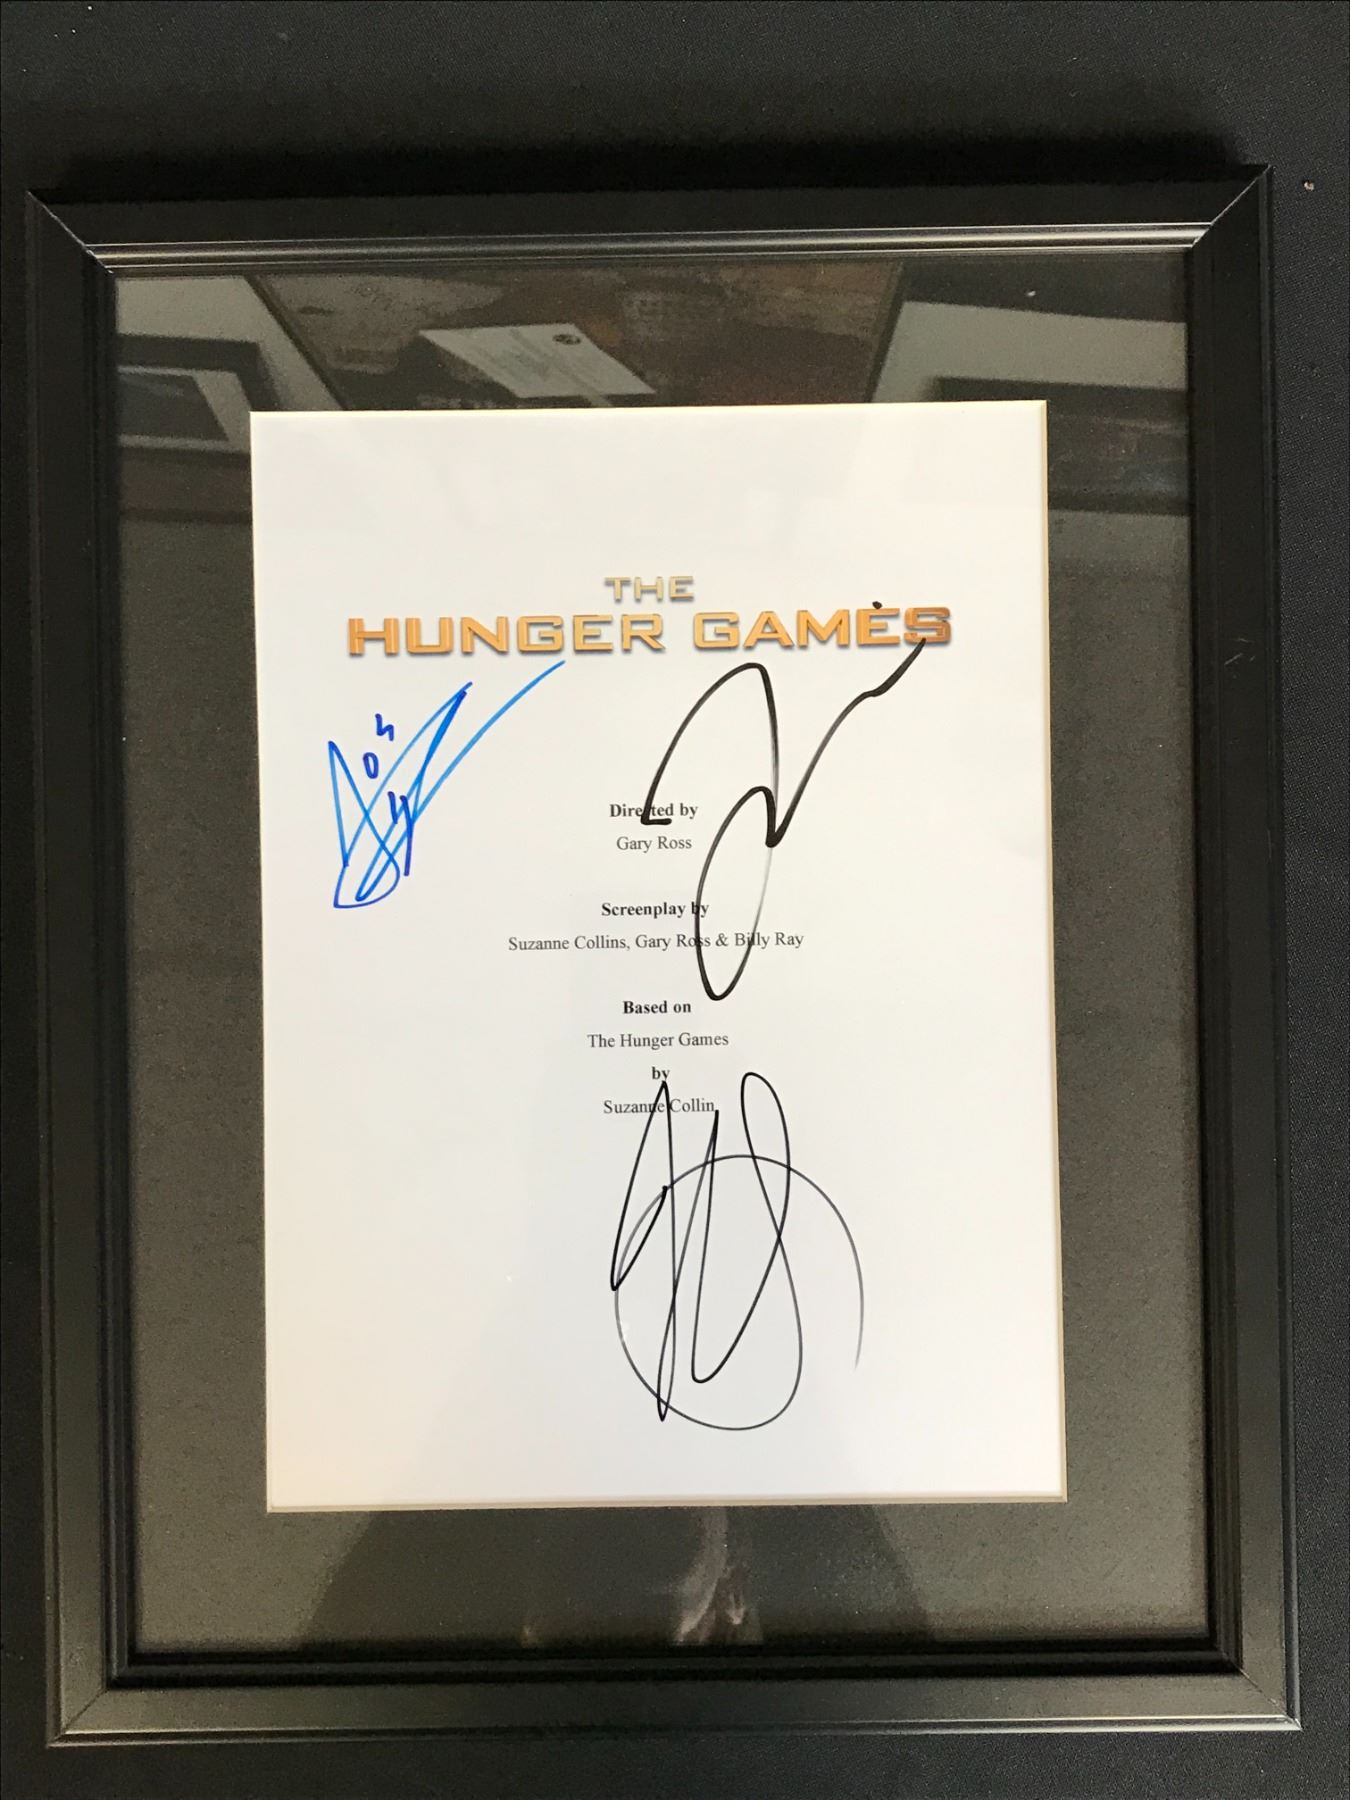 THE
HUNGER GAMES
Directed by
Gary Ross
Screenplay by
Suzanne Collins, Gary Ross & Billy Ray
Based on
The Hunger Games
by
Suzanne Collin